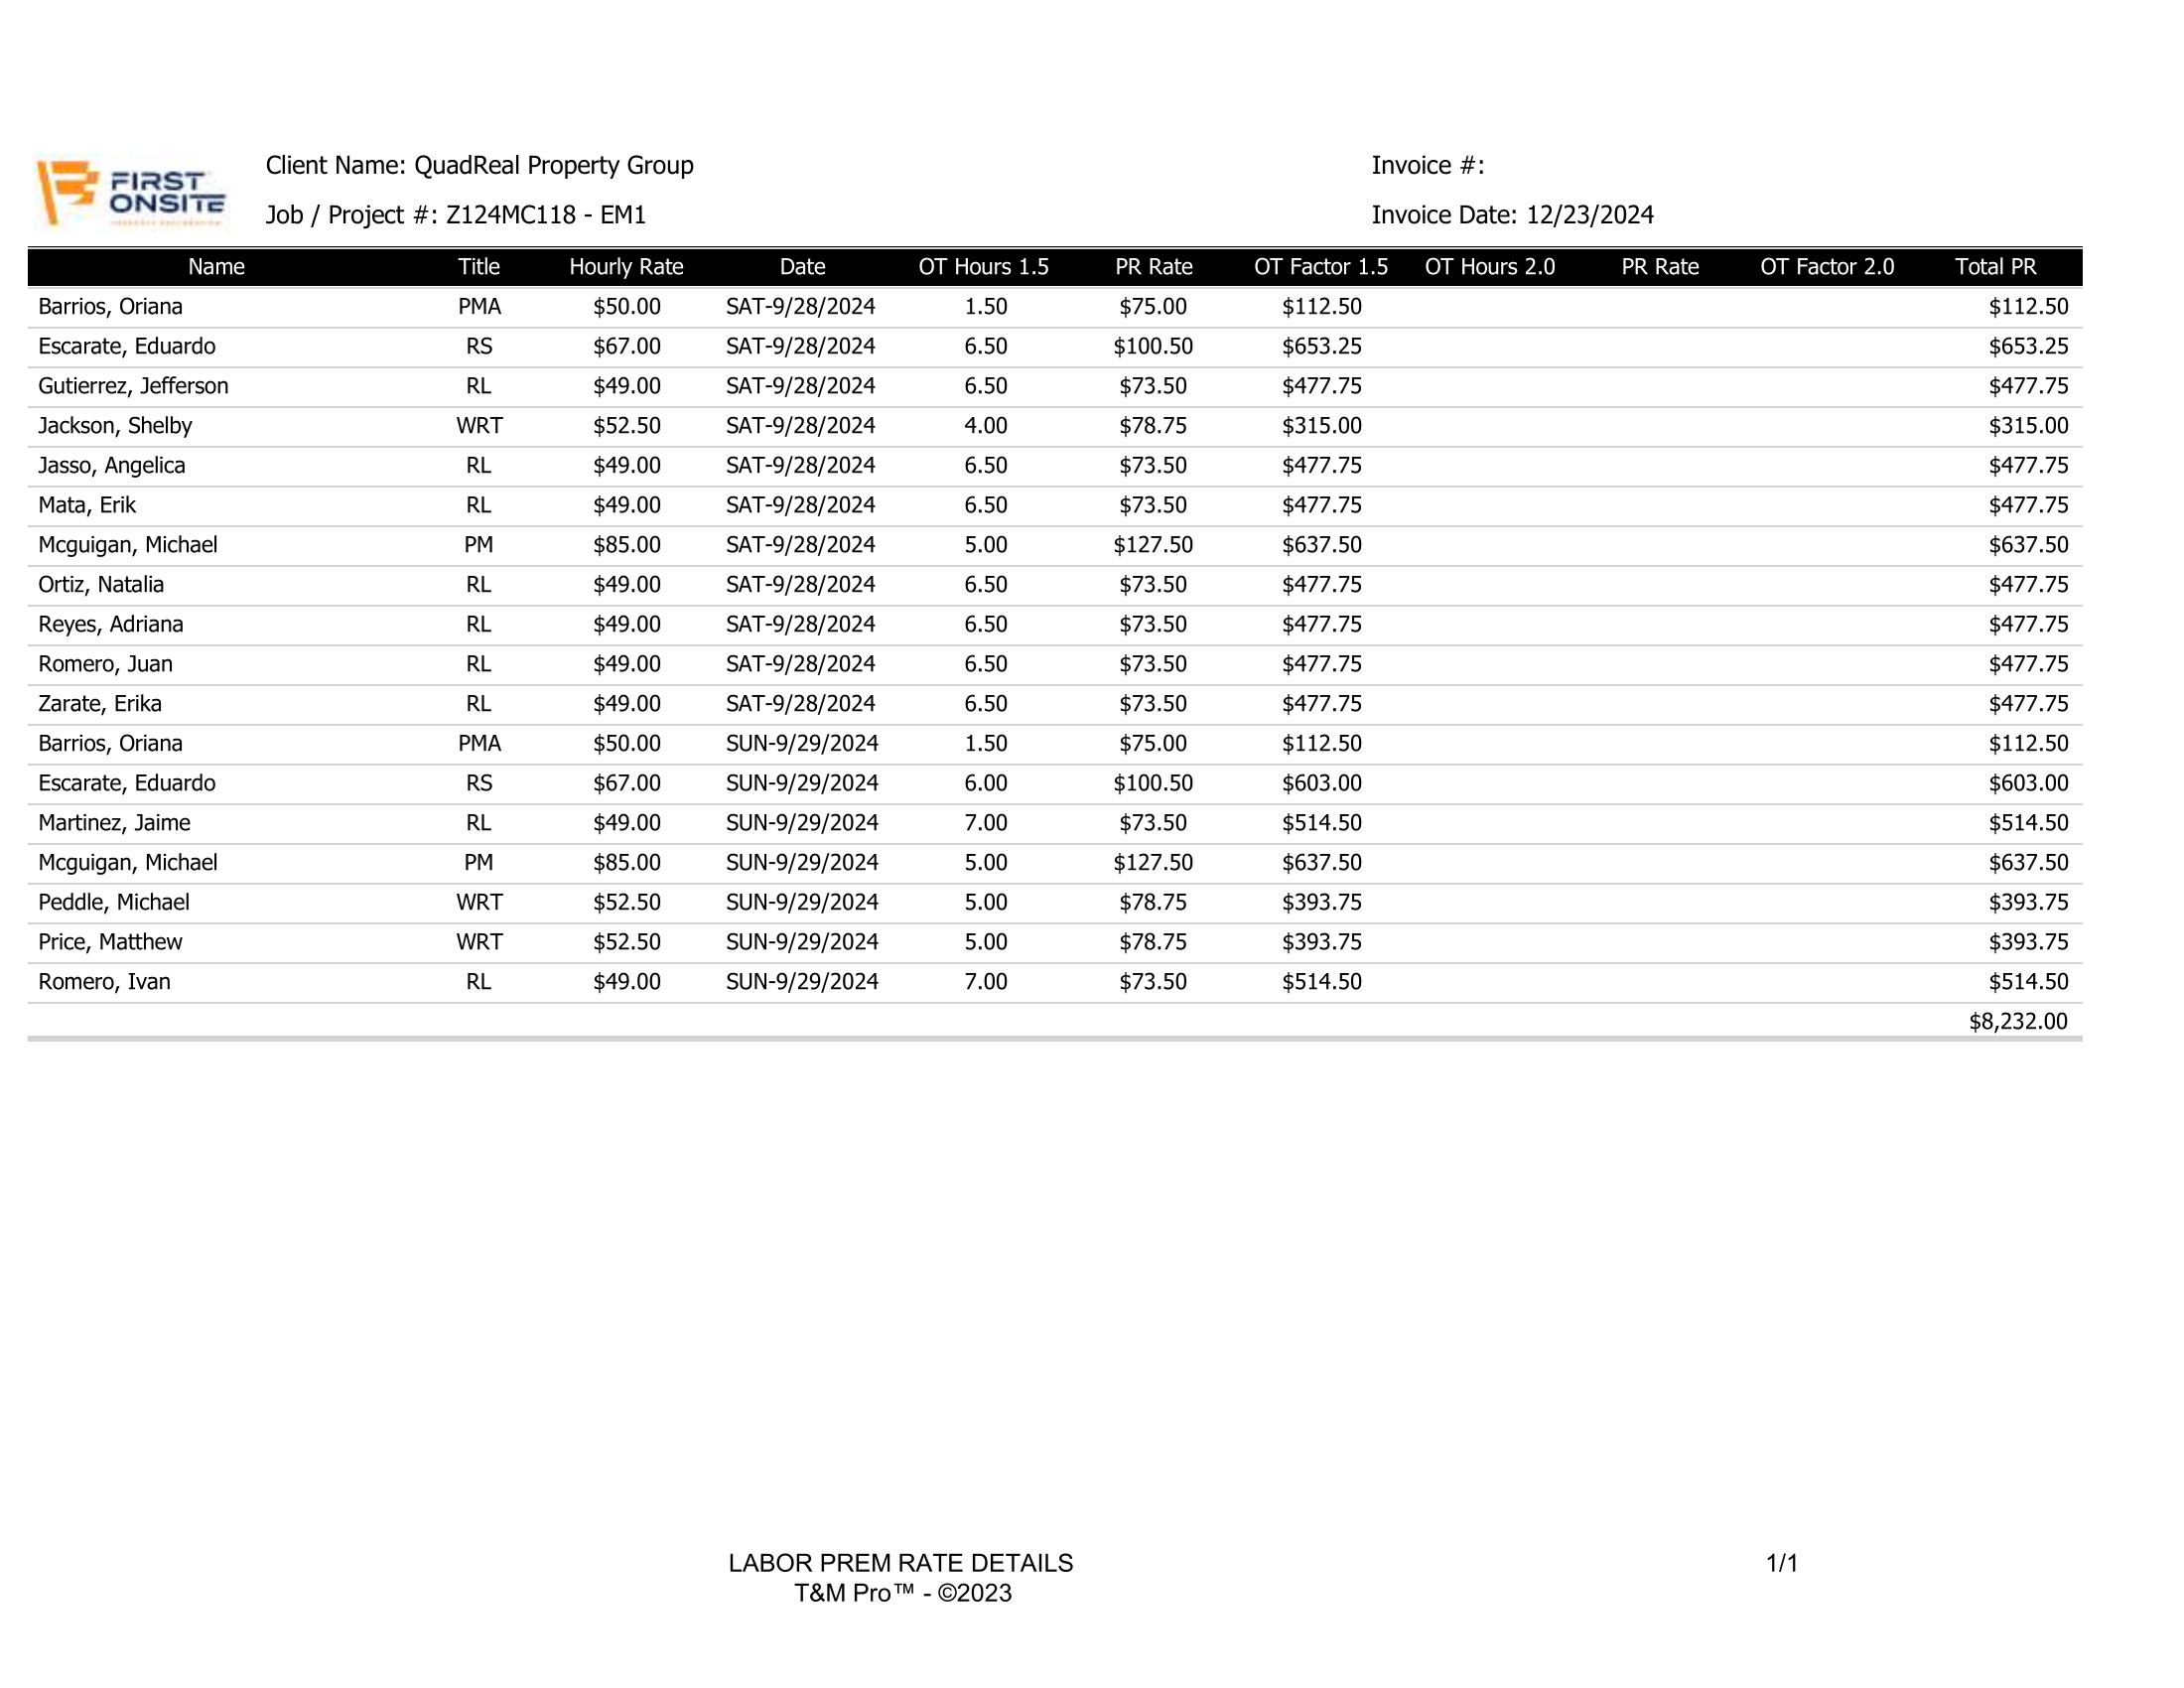 FIRST
ONSITE
Client Name: QuadReal Property Group
Invoice #:
Job / Project #: Z124MC118 - EM1
Invoice Date: 12/23/2024
Name Title Hourly Rate Date OT Hours 1.5 PR Rate OT Factor 1.5 OT Hours 2.0 PR Rate OT Factor 2.0 Total PR
Barrios, Oriana PMA $50.00 SAT-9/28/2024 1.50 $75.00 $112.50 $112.50
Escarate, Eduardo RS $67.00 SAT-9/28/2024 6.50 $100.50 $653.25 $653.25
Gutierrez, Jefferson RL $49.00 SAT-9/28/2024 6.50 $73.50 $477.75 $477.75
Jackson, Shelby WRT $52.50 SAT-9/28/2024 4.00 $78.75 $315.00 $315.00
Jasso, Angelica RL $49.00 SAT-9/28/2024 6.50 $73.50 $477.75 $477.75
Mata, Erik RL $49.00 SAT-9/28/2024 6.50 $73.50 $477.75 $477.75
Mcguigan, Michael PM $85.00 SAT-9/28/2024 5.00 $127.50 $637.50 $637.50
Ortiz, Natalia RL $49.00 SAT-9/28/2024 6.50 $73.50 $477.75 $477.75
Reyes, Adriana RL $49.00 SAT-9/28/2024 6.50 $73.50 $477.75 $477.75
Romero, Juan RL $49.00 SAT-9/28/2024 6.50 $73.50 $477.75 $477.75
Zarate, Erika RL $49.00 SAT-9/28/2024 6.50 $73.50 $477.75 $477.75
Barrios, Oriana PMA $50.00 SUN-9/29/2024 1.50 $75.00 $112.50 $112.50
Escarate, Eduardo RS $67.00 SUN-9/29/2024 6.00 $100.50 $603.00 $603.00
Martinez, Jaime RL $49.00 SUN-9/29/2024 7.00 $73.50 $514.50 $514.50
Mcguigan, Michael PM $85.00 SUN-9/29/2024 5.00 $127.50 $637.50 $637.50
Peddle, Michael WRT $52.50 SUN-9/29/2024 5.00 $78.75 $393.75 $393.75
Price, Matthew WRT $52.50 SUN-9/29/2024 5.00 $78.75 $393.75 $393.75
Romero, Ivan RL $49.00 SUN-9/29/2024 7.00 $73.50 $514.50 $514.50
$8,232.00
LABOR PREM RATE DETAILS 1/1
T&M Pro™ - ©2023